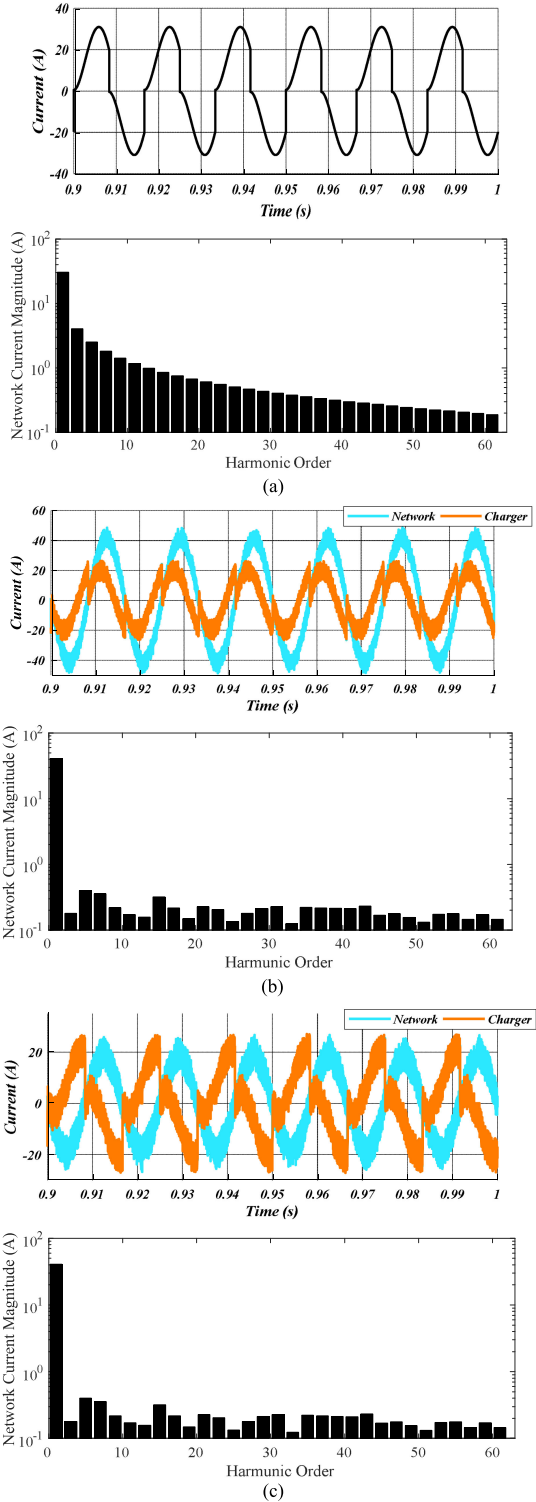 40
20
0
-20
-40
Current (A)
0.9 0.91 0.92 0.93 0.94 0.95 0.96 0.97 0.98 0.99 1
Time (s)
Network Current Magnitude (A)
10^2
10^1
10^0
10^-1
0 10 20 30 40 50 60
Harmonic Order
(a)
60
40
20
0
-20
-40
Current (A)
Network Charger
0.9 0.91 0.92 0.93 0.94 0.95 0.96 0.97 0.98 0.99 1
Time (s)
Network Current Magnitude (A)
10^2
10^1
10^0
10^-1
0 10 20 30 40 50 60
Harmunic Order
(b)
20
0
-20
Current (A)
Network Charger
0.9 0.91 0.92 0.93 0.94 0.95 0.96 0.97 0.98 0.99 1
Time (s)
Network Current Magnitude (A)
10^2
10^1
10^0
10^-1
0 10 20 30 40 50 60
Harmunic Order
(c)